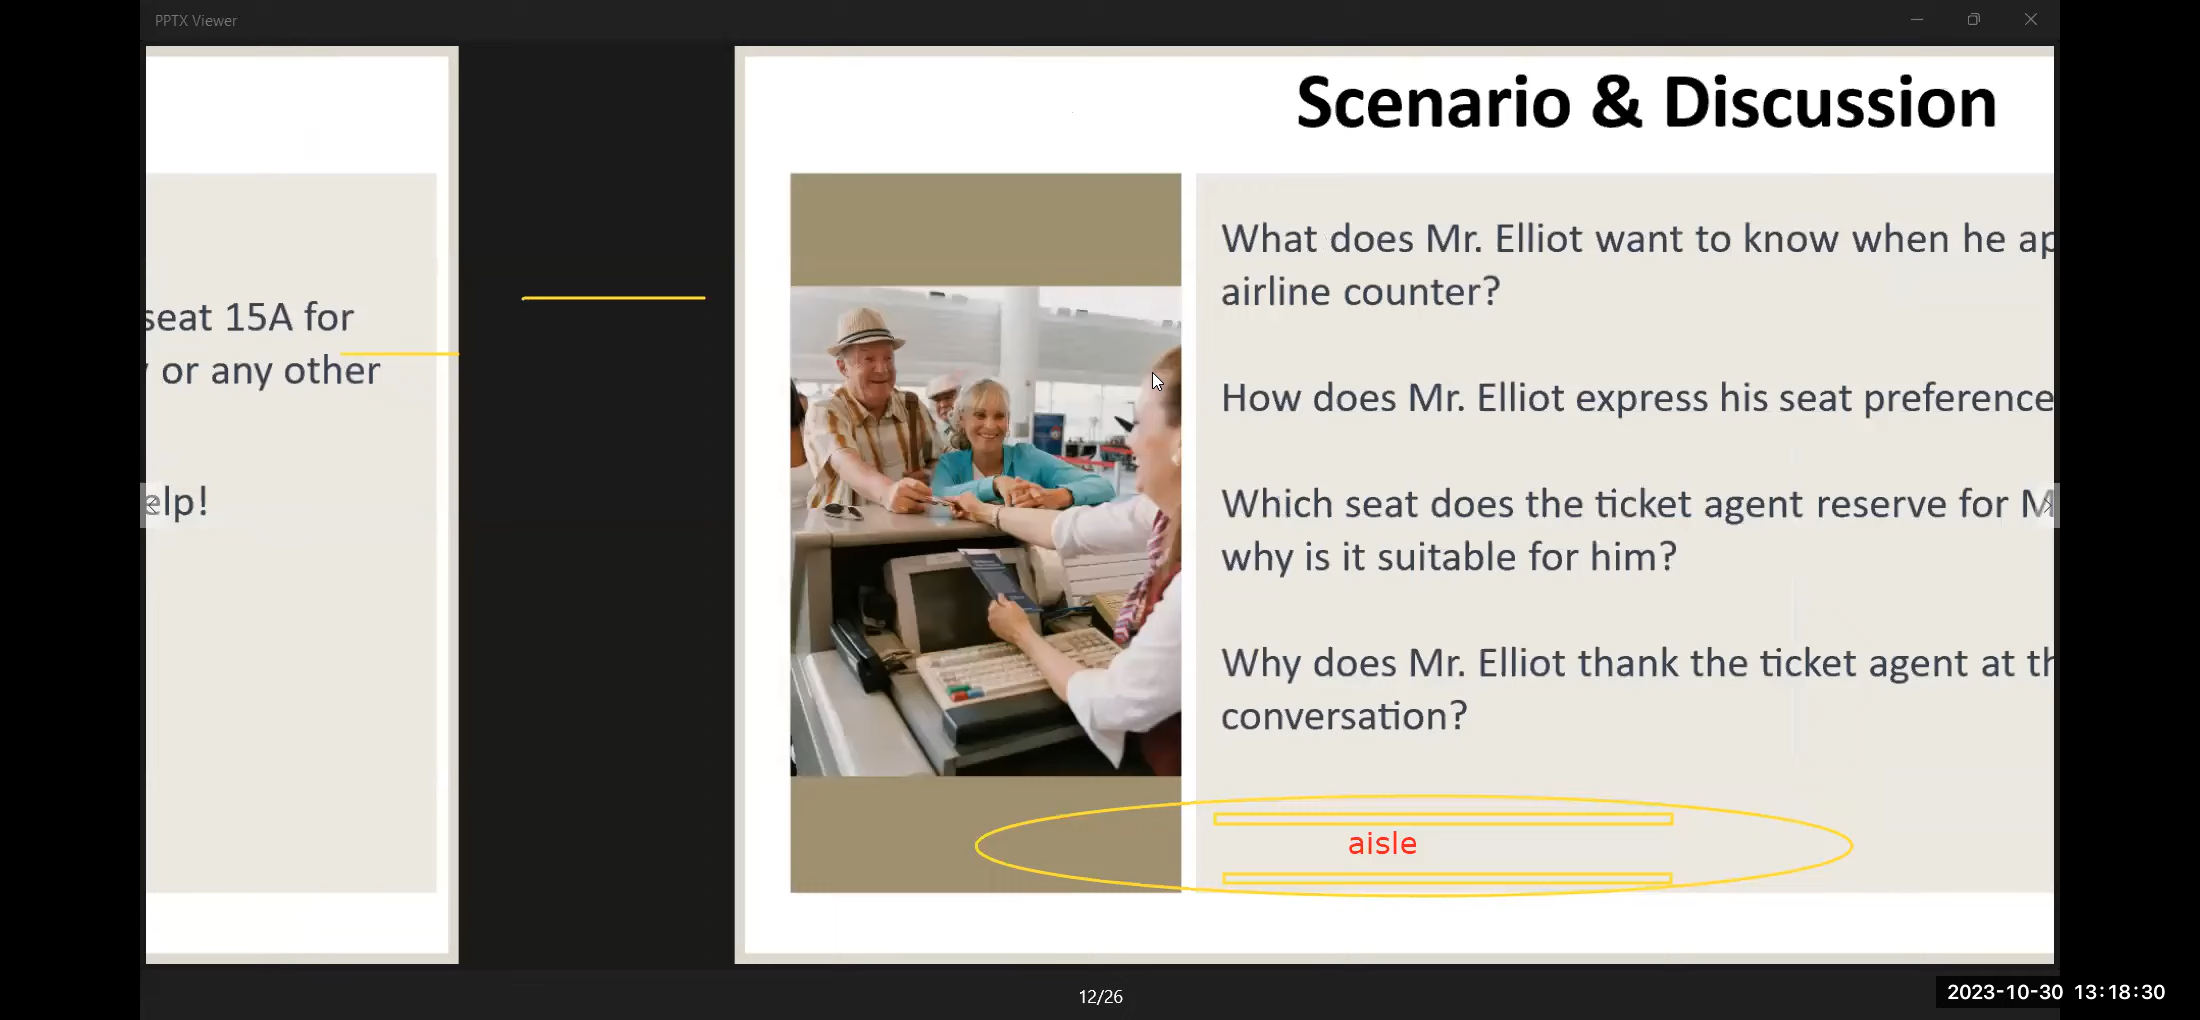 PPTX Viewer
seat 15A for
or any other
elp!
Scenario & Discussion
What does Mr. Elliot want to know when he ap
airline counter?
How does Mr. Elliot express his seat preference
Which seat does the ticket agent reserve for M
why is it suitable for him?
Why does Mr. Elliot thank the ticket agent at th
conversation?
aisle
12/26
2023-10-30 13:18:30